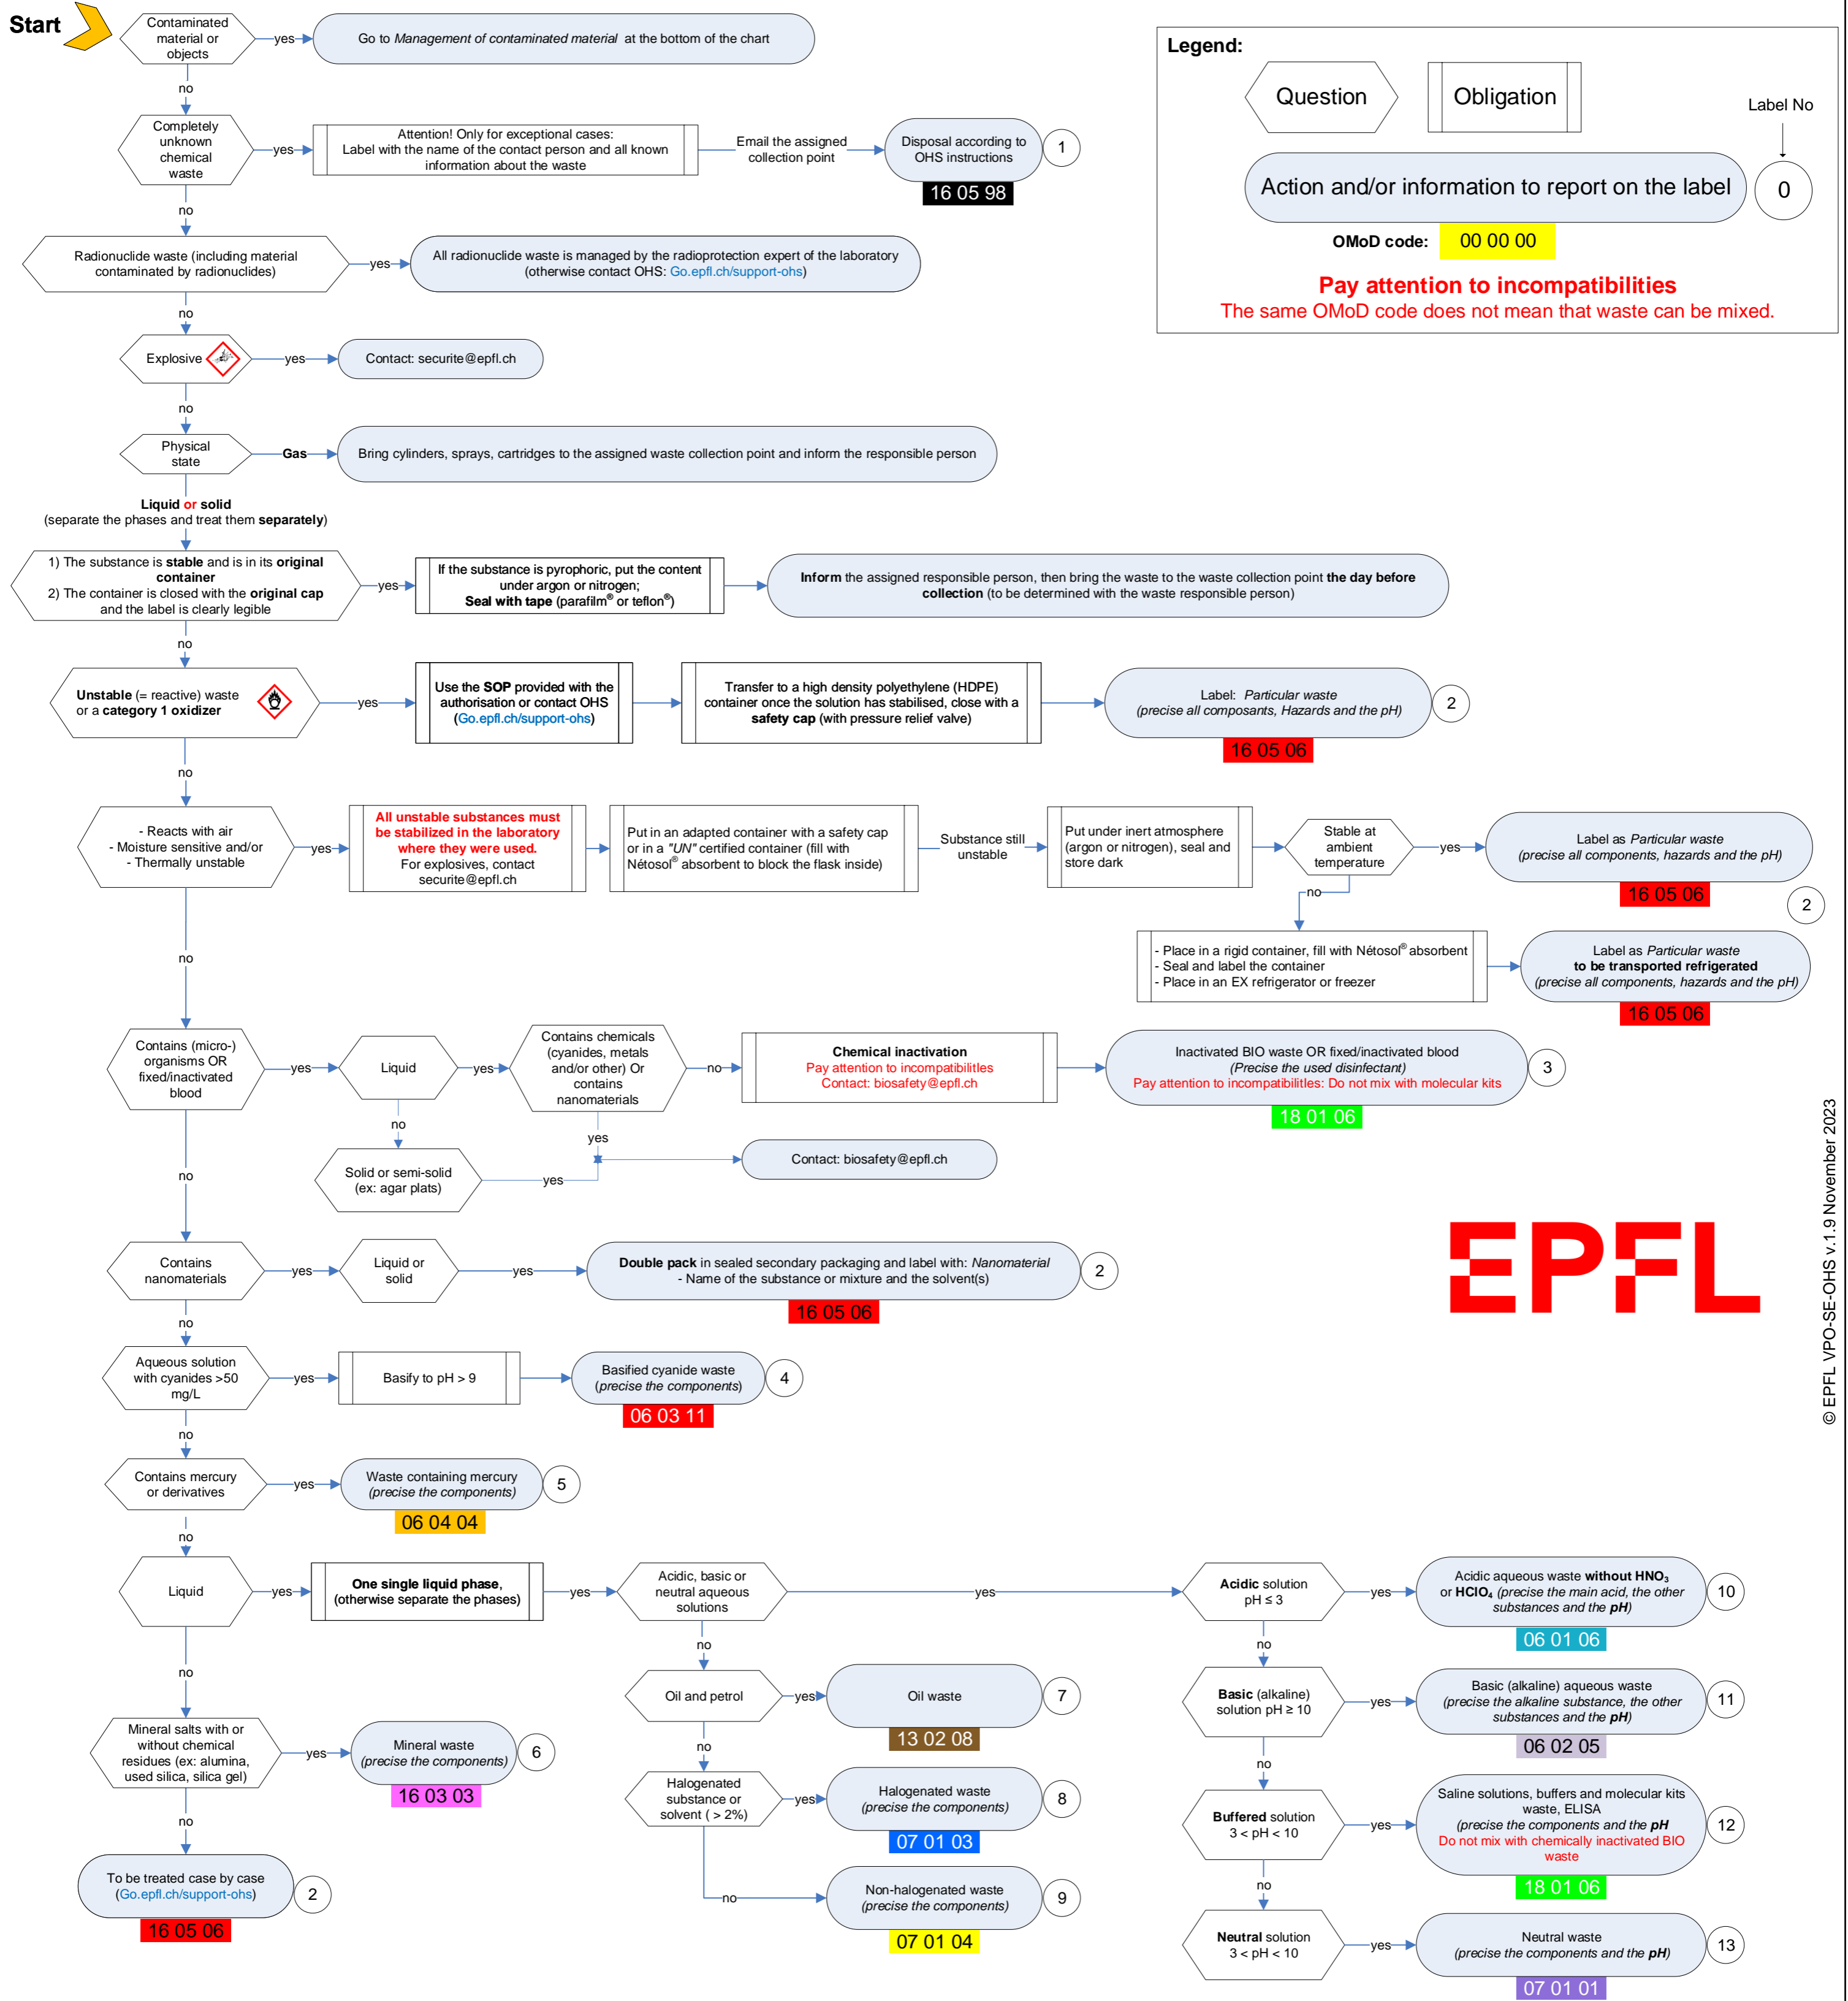 Start
Contaminated
material or
objects
yes
Go to Management of contaminated material at the bottom of the chart
no
Legend:
Question
Obligation
Label No
Action and/or information to report on the label
0
OMoD code:
00 00 00
Pay attention to incompatibilities
The same OMoD code does not mean that waste can be mixed.
Completely
unknown
chemical
waste
yes
Attention! Only for exceptional cases:
Label with the name of the contact person and all known
information about the waste
Email the assigned
collection point
Disposal according to
OHS instructions
1
16 05 98
no
Radionuclide waste (including material
contaminated by radionuclides)
yes
All radionuclide waste is managed by the radioprotection expert of the laboratory
(otherwise contact OHS: Go.epfl.ch/support-ohs)
no
Explosive
yes
Contact: securite@epfl.ch
no
Physical
state
Gas
Bring cylinders, sprays, cartridges to the assigned waste collection point and inform the responsible person
Liquid or solid
(separate the phases and treat them separately)
1) The substance is stable and is in its original
container
2) The container is closed with the original cap
and the label is clearly legible
yes
If the substance is pyrophoric, put the content
under argon or nitrogen;
Seal with tape (parafilm® or teflon®)
Inform the assigned responsible person, then bring the waste to the waste collection point the day before
collection (to be determined with the waste responsible person)
no
Unstable (= reactive) waste
or a category 1 oxidizer
yes
Use the SOP provided with the
authorisation or contact OHS
(Go.epfl.ch/support-ohs)
Transfer to a high density polyethylene (HDPE)
container once the solution has stabilised, close with a
safety cap (with pressure relief valve)
Label: Particular waste
(precise all composants, Hazards and the pH)
2
16 05 06
no
- Reacts with air
- Moisture sensitive and/or
- Thermally unstable
yes
All unstable substances must
be stabilized in the laboratory
where they were used.
For explosives, contact
securite@epfl.ch
Put in an adapted container with a safety cap
or in a "UN" certified container (fill with
Nétosol® absorbent to block the flask inside)
Substance still
unstable
Put under inert atmosphere
(argon or nitrogen), seal and
store dark
Stable at
ambient
temperature
yes
Label as Particular waste
(precise all components, hazards and the pH)
16 05 06
2
no
- Place in a rigid container, fill with Nétosol® absorbent
- Seal and label the container
- Place in an EX refrigerator or freezer
Label as Particular waste
to be transported refrigerated
(precise all components, hazards and the pH)
16 05 06
no
Contains (micro-)
organisms OR
fixed/inactivated
blood
yes
Liquid
yes
Contains chemicals
(cyanides, metals
and/or other) Or
contains
nanomaterials
no
Chemical inactivation
Pay attention to incompatibilitles
Contact: biosafety@epfl.ch
Inactivated BIO waste OR fixed/inactivated blood
(Precise the used disinfectant)
Pay attention to incompatibilitles: Do not mix with molecular kits
3
18 01 06
no
yes
Solid or semi-solid
(ex: agar plats)
yes
Contact: biosafety@epfl.ch
no
Contains
nanomaterials
yes
Liquid or
solid
yes
Double pack in sealed secondary packaging and label with: Nanomaterial
- Name of the substance or mixture and the solvent(s)
2
16 05 06
EPFL
© EPFL VPO-SE-OHS v.1.9 November 2023
no
Aqueous solution
with cyanides >50
mg/L
yes
Basify to pH > 9
Basified cyanide waste
(precise the components)
4
06 03 11
no
Contains mercury
or derivatives
yes
Waste containing mercury
(precise the components)
5
06 04 04
no
Liquid
yes
One single liquid phase,
(otherwise separate the phases)
yes
Acidic, basic or
neutral aqueous
solutions
yes
Acidic solution
pH ≤ 3
yes
Acidic aqueous waste without HNO₃
or HClO₄ (precise the main acid, the other
substances and the pH)
10
06 01 06
no
no
no
Oil and petrol
yes
Oil waste
7
13 02 08
Basic (alkaline)
solution pH ≥ 10
yes
Basic (alkaline) aqueous waste
(precise the alkaline substance, the other
substances and the pH)
11
06 02 05
Mineral salts with or
without chemical
residues (ex: alumina,
used silica, silica gel)
yes
Mineral waste
(precise the components)
6
16 03 03
no
no
Halogenated
substance or
solvent ( > 2%)
yes
Halogenated waste
(precise the components)
8
07 01 03
Buffered solution
3 < pH < 10
yes
Saline solutions, buffers and molecular kits
waste, ELISA
(precise the components and the pH
Do not mix with chemically inactivated BIO
waste
12
18 01 06
no
To be treated case by case
(Go.epfl.ch/support-ohs)
2
16 05 06
no
Non-halogenated waste
(precise the components)
9
07 01 04
no
Neutral solution
3 < pH < 10
yes
Neutral waste
(precise the components and the pH)
13
07 01 01